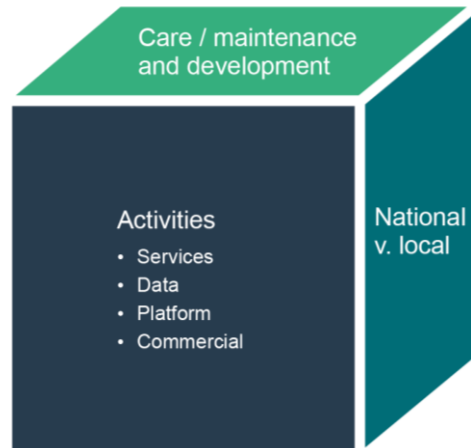 Care / maintenance
and development
Activities
• Services
• Data
• Platform
• Commercial
National
v. local